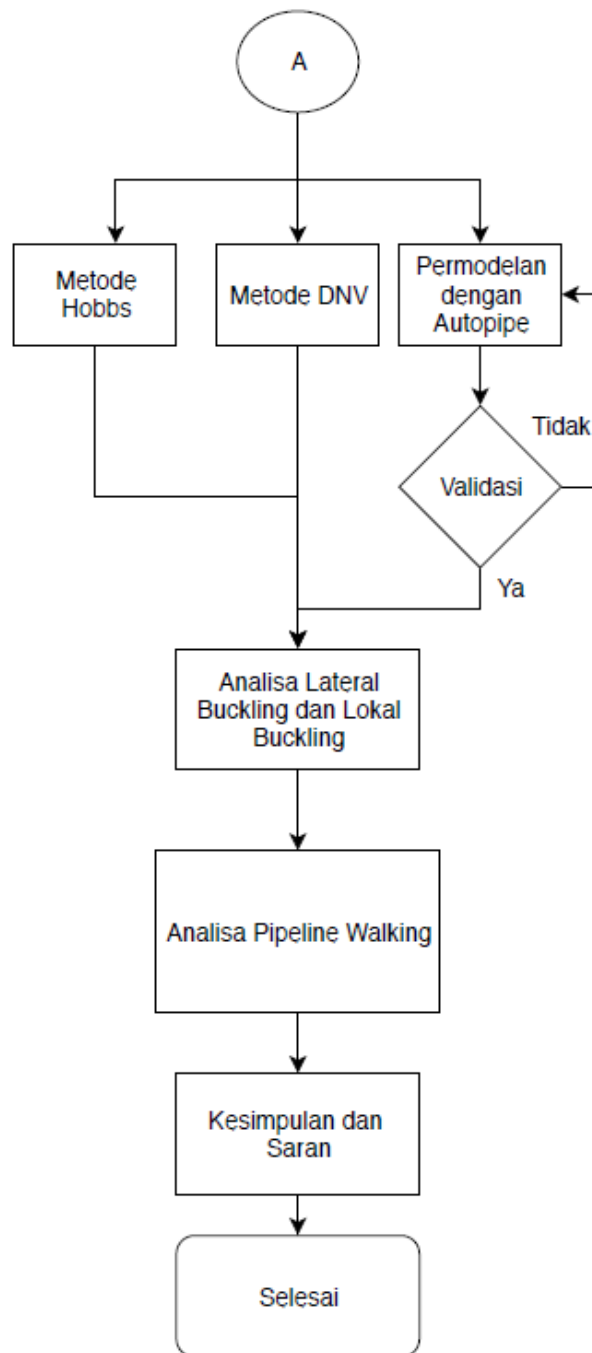 A
Metode
Hobbs
Metode DNV
Permodelan
dengan
Autopipe
Tidak
Validasi
Ya
Analisa Lateral
Buckling dan Lokal
Buckling
Analisa Pipeline Walking
Kesimpulan dan
Saran
Selesai